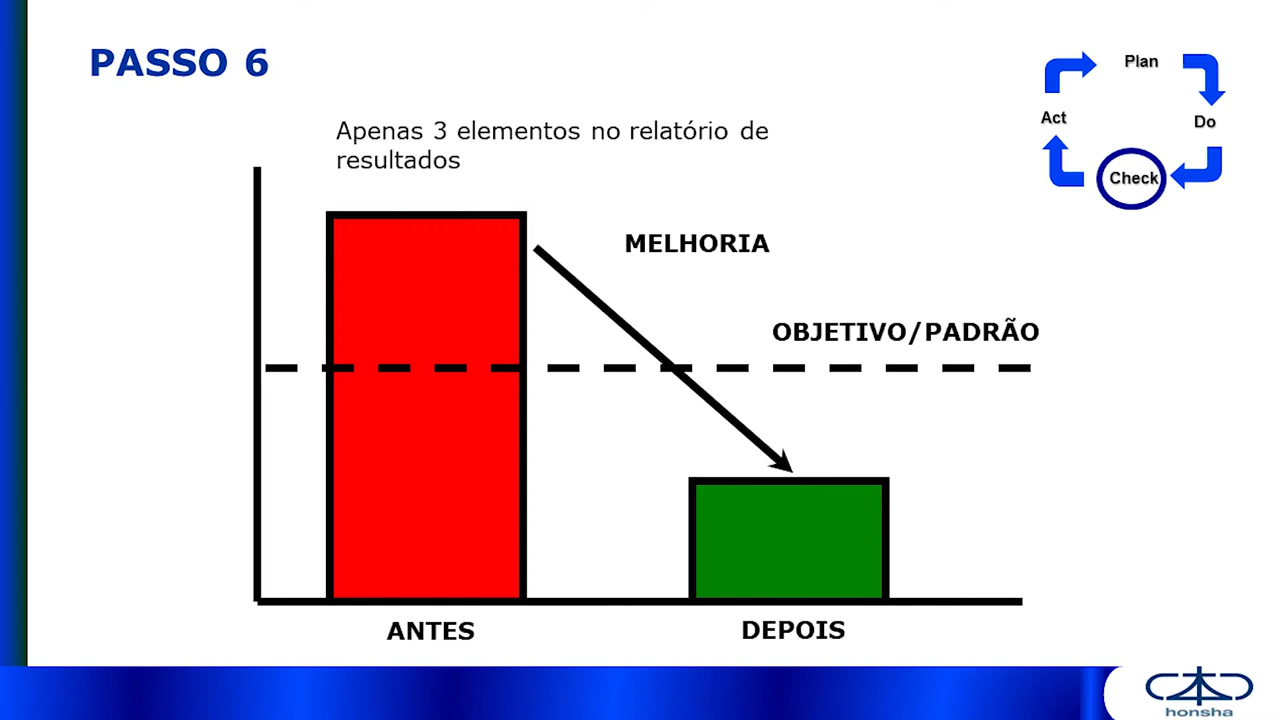 PASSO 6
Plan
Act
Do
Check
Apenas 3 elementos no relatório de
resultados
MELHORIA
OBJETIVO/PADRÃO
ANTES
DEPOIS
honsha